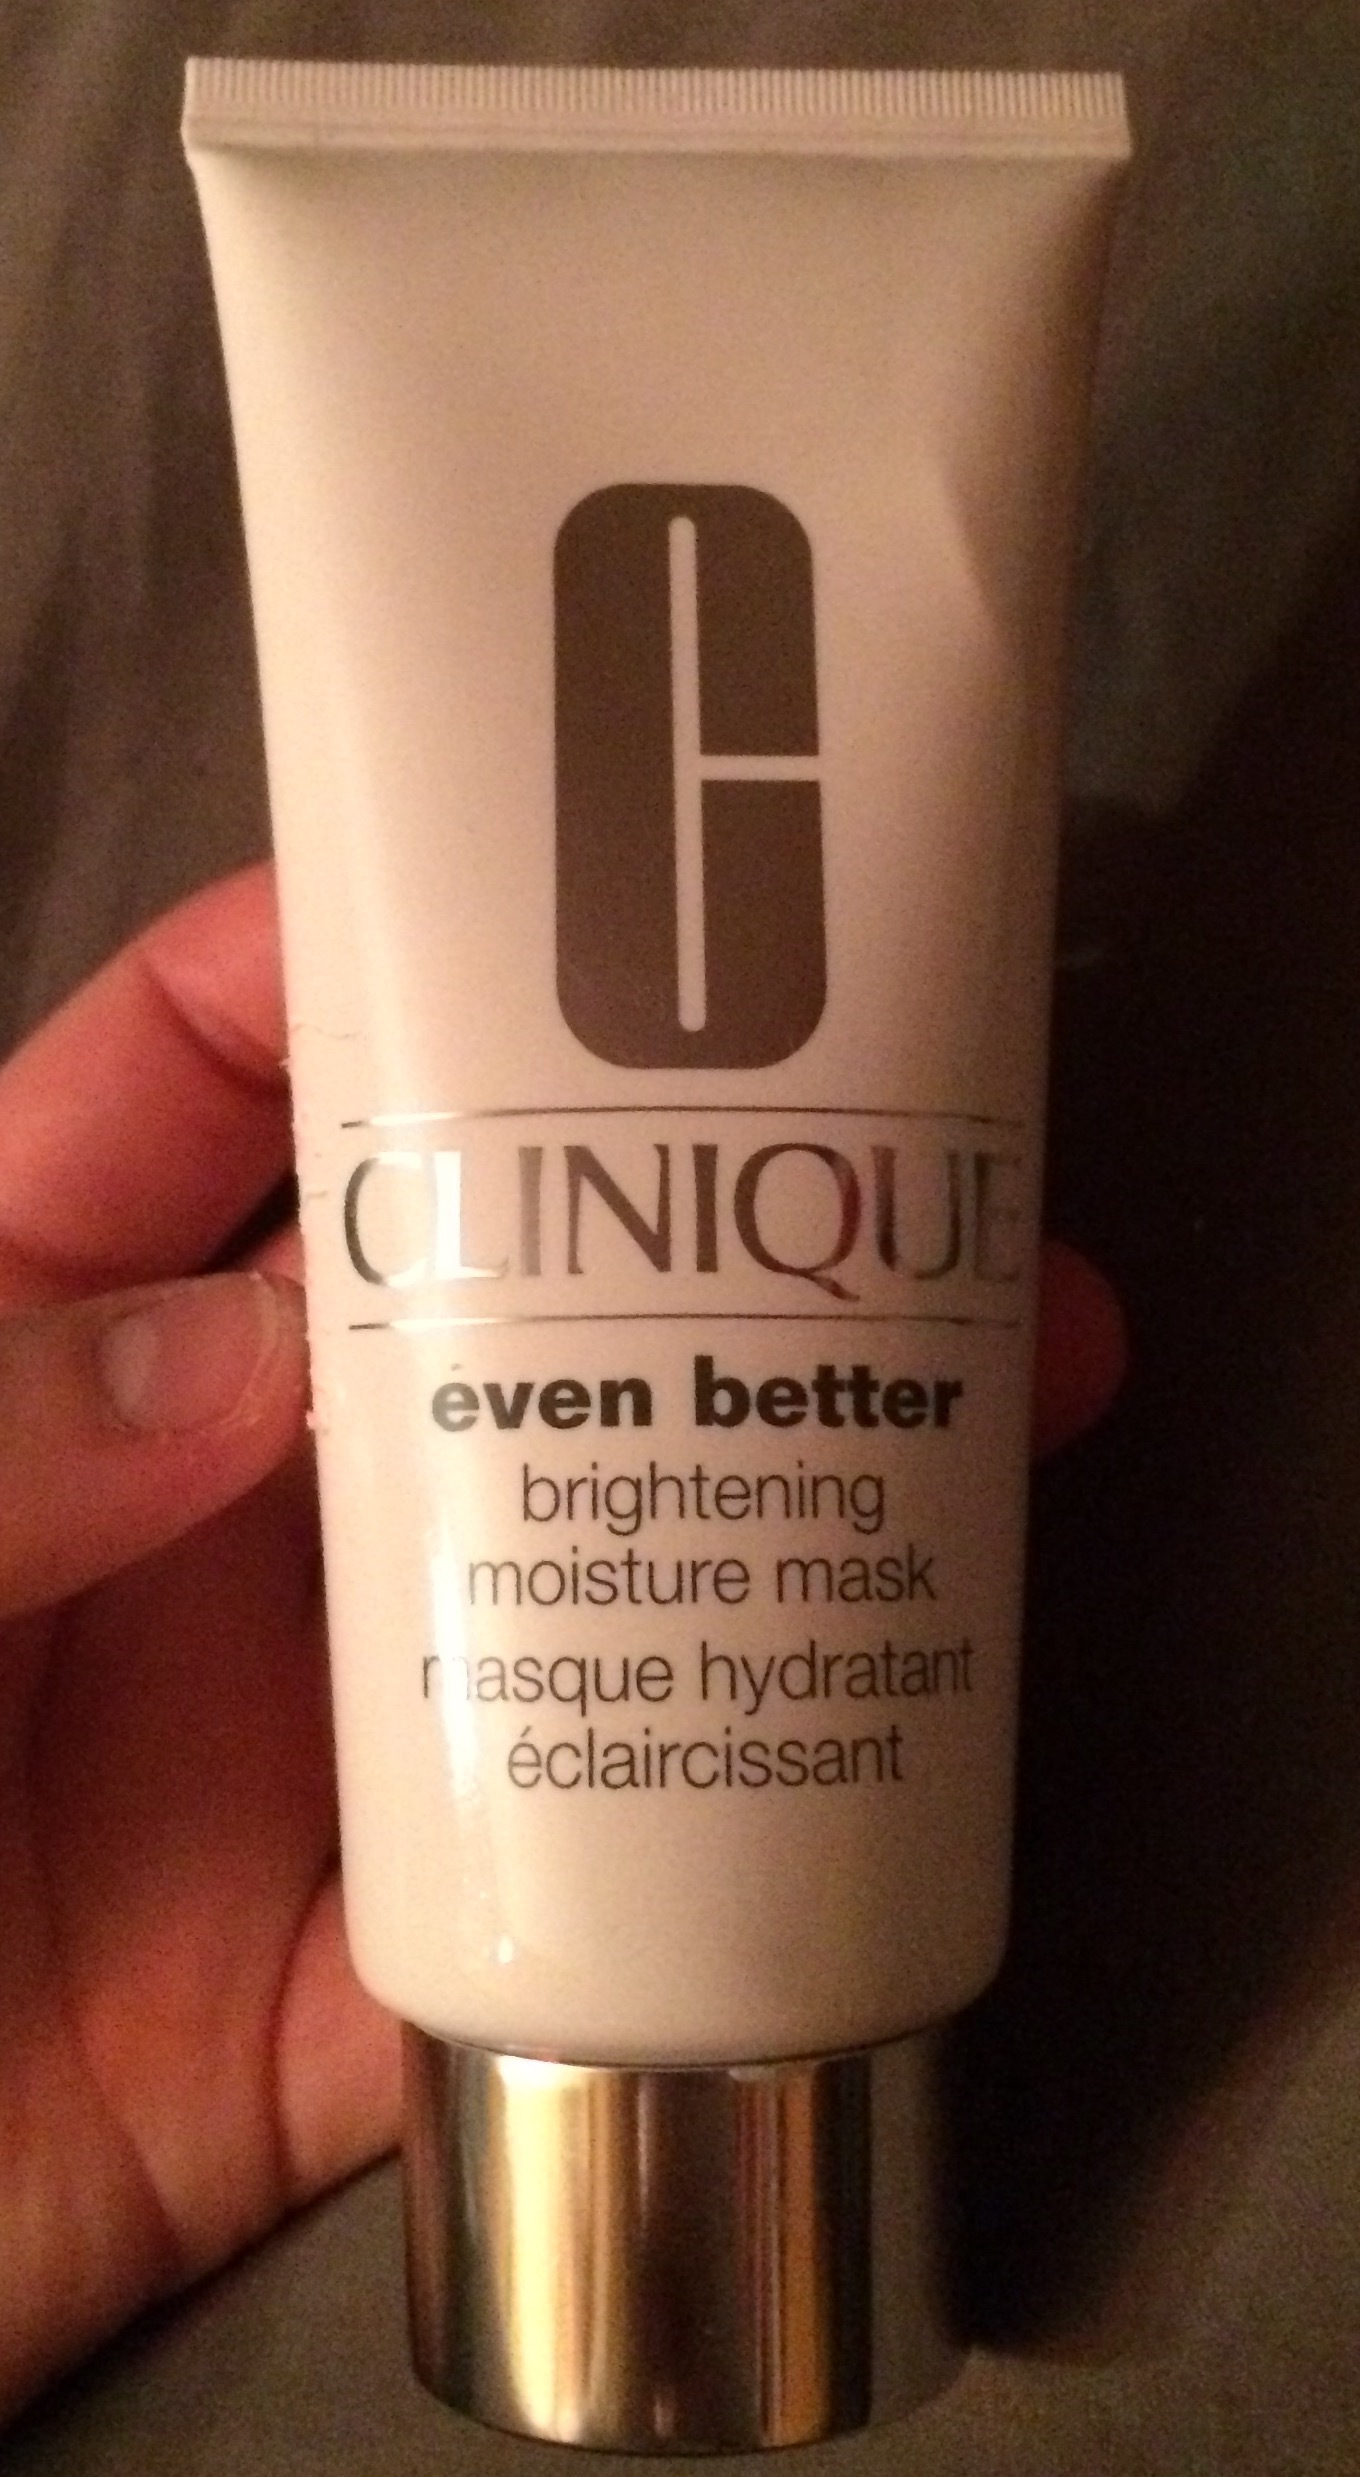 C
CLINIQUE
even better
brightening
moisture mask
masque hydratant
éclaircissant